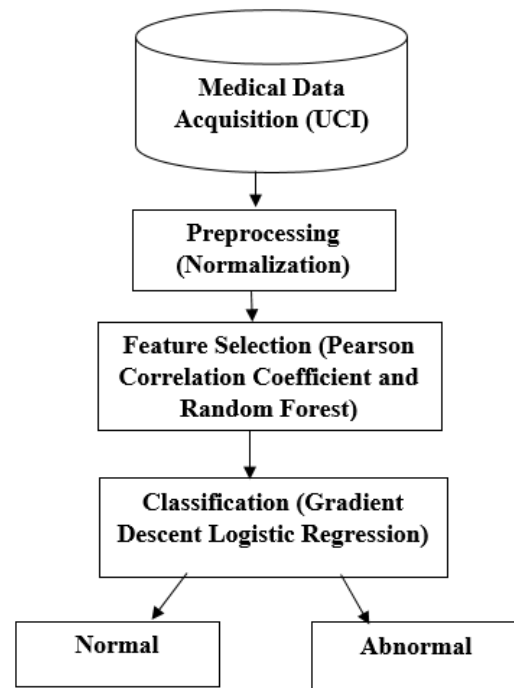 Medical Data
Acquisition (UCI)
Preprocessing
(Normalization)
Feature Selection (Pearson
Correlation Coefficient and
Random Forest)
Classification (Gradient
Descent Logistic Regression)
Normal
Abnormal